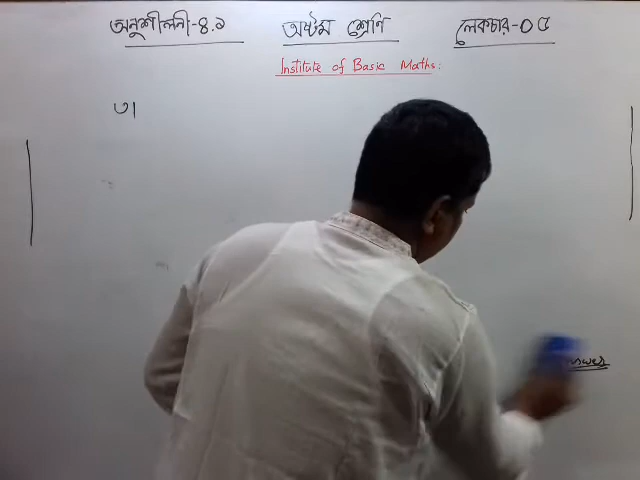 অনুশীলনী-৪.১ অষ্টম শ্রেণি লেকচার-০৫
Institute of Basic Maths:
৩।